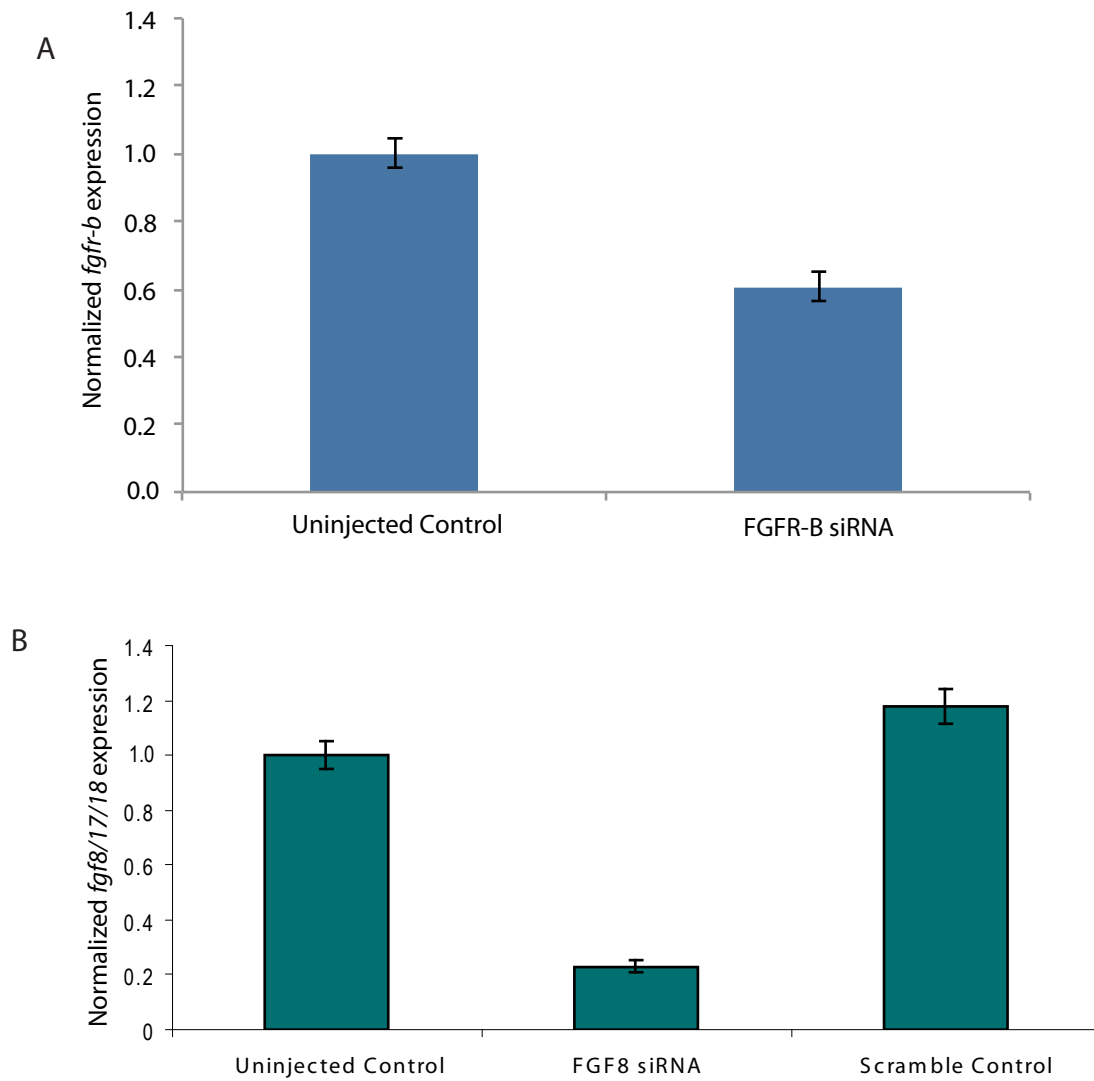 A
Normalized fgfr-b expression
1.4
1.2
1.0
0.8
0.6
0.4
0.2
0.0
Uninjected Control
FGFR-B siRNA
B
Normalized fgf8/17/18 expression
1.4
1.2
1.0
0.8
0.6
0.4
0.2
0
Uninjected Control
FGF8 siRNA
Scramble Control